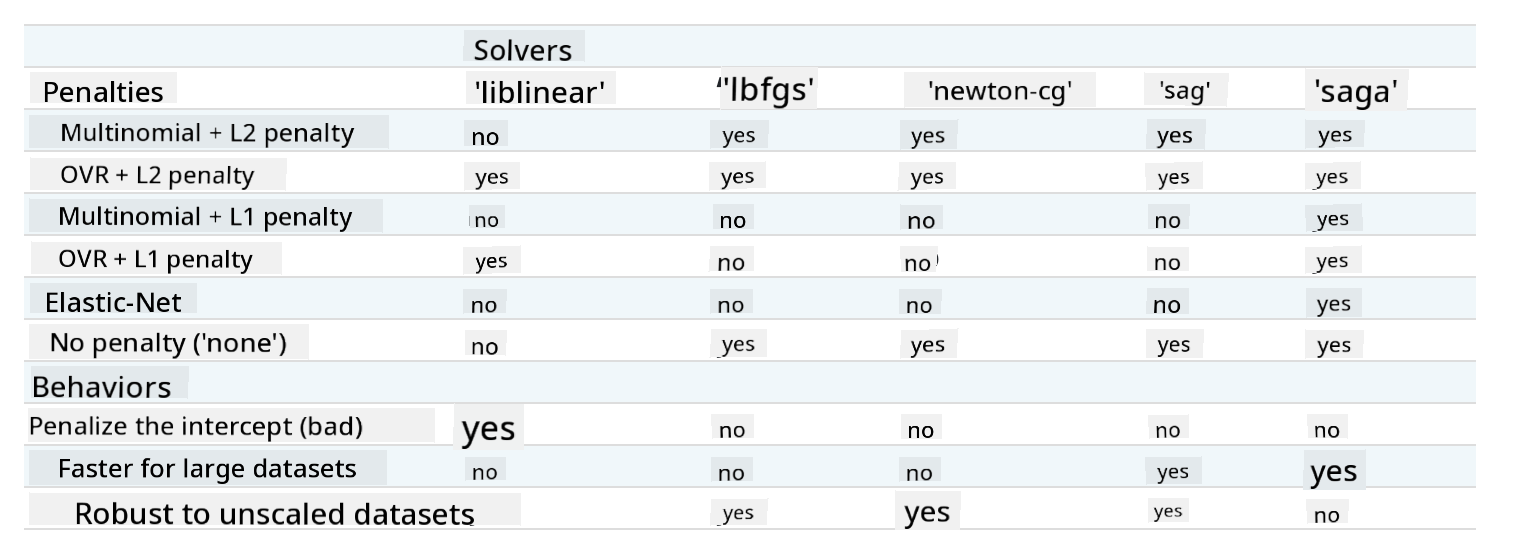 Solvers
Penalties 'liblinear' ''lbfgs' 'newton-cg' 'sag' 'saga'
Multinomial + L2 penalty no yes yes yes yes
OVR + L2 penalty yes yes yes yes yes
Multinomial + L1 penalty no no no no yes
OVR + L1 penalty yes no no no yes
Elastic-Net no no no no yes
No penalty ('none') no yes yes yes yes
Behaviors
Penalize the intercept (bad) yes no no no no
Faster for large datasets no no no yes yes
Robust to unscaled datasets yes yes yes no